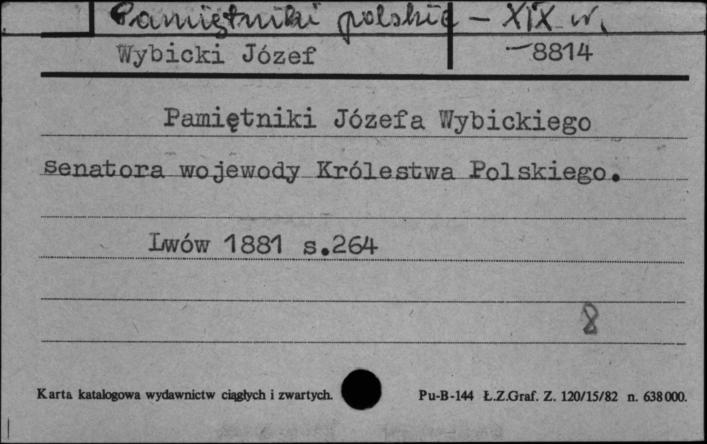 Pamiętniki polskie – XIX w.
Wybicki Józef –8814
Pamiętniki Józefa Wybickiego
senatora wojewody Królestwa Polskiego.
Lwów 1881 s.264
8
Karta katalogowa wydawnictw ciągłych i zwartych. Pu-B-144 Ł.Z.Graf. Z. 120/15/82 n. 638000.